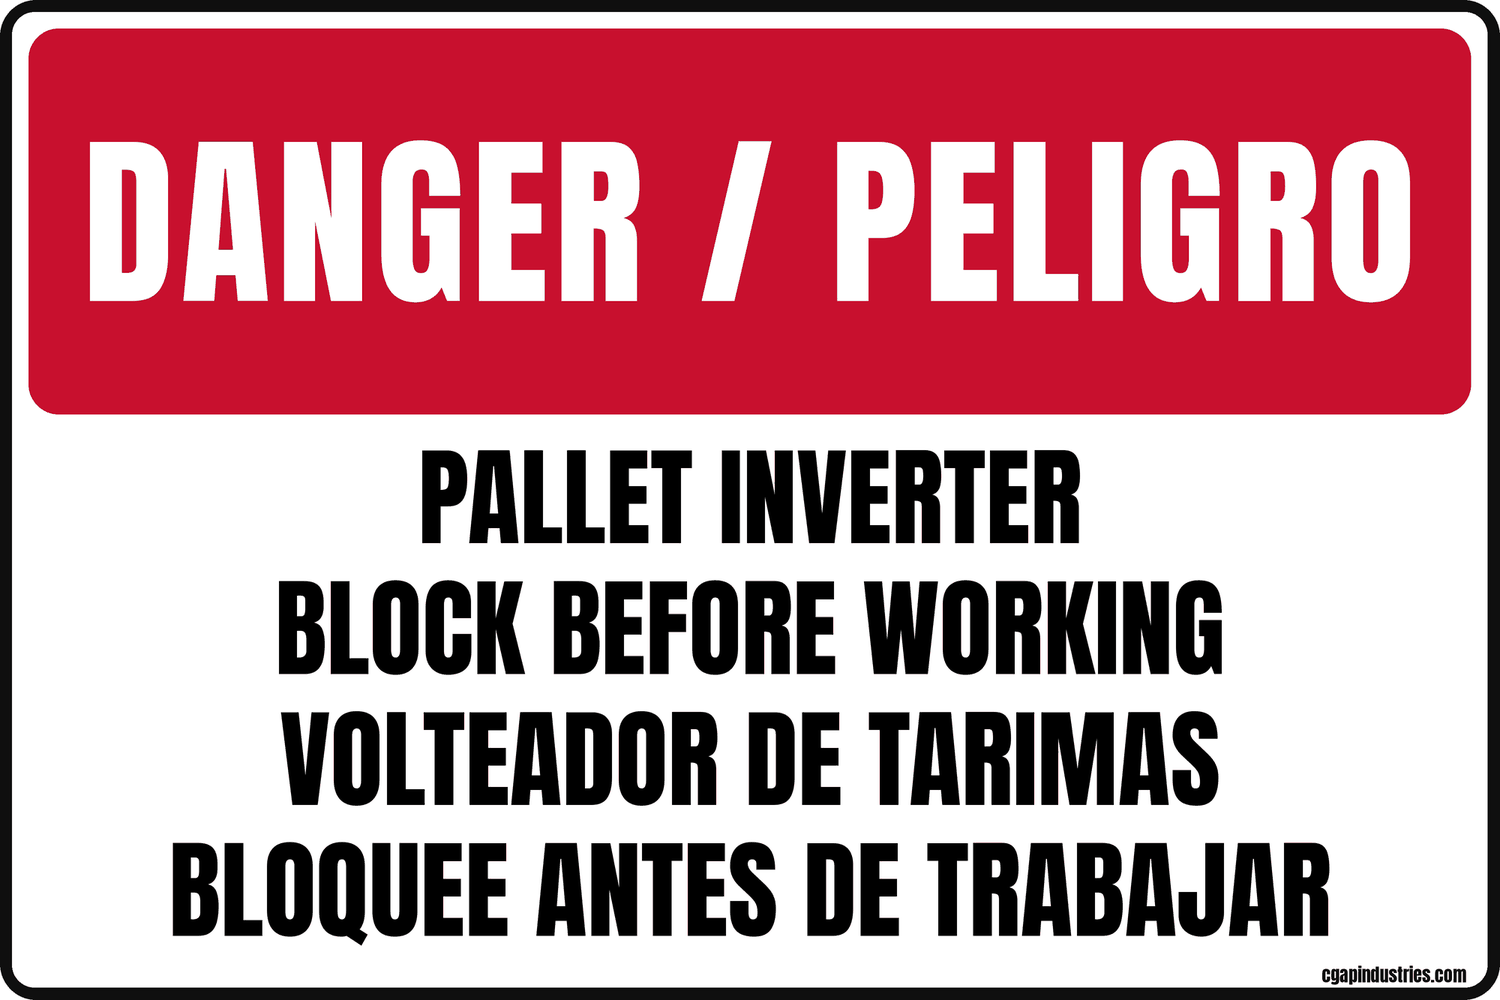 DANGER / PELIGRO
PALLET INVERTER
BLOCK BEFORE WORKING
VOLTEADOR DE TARIMAS
BLOQUEE ANTES DE TRABAJAR
cgapindustries.com